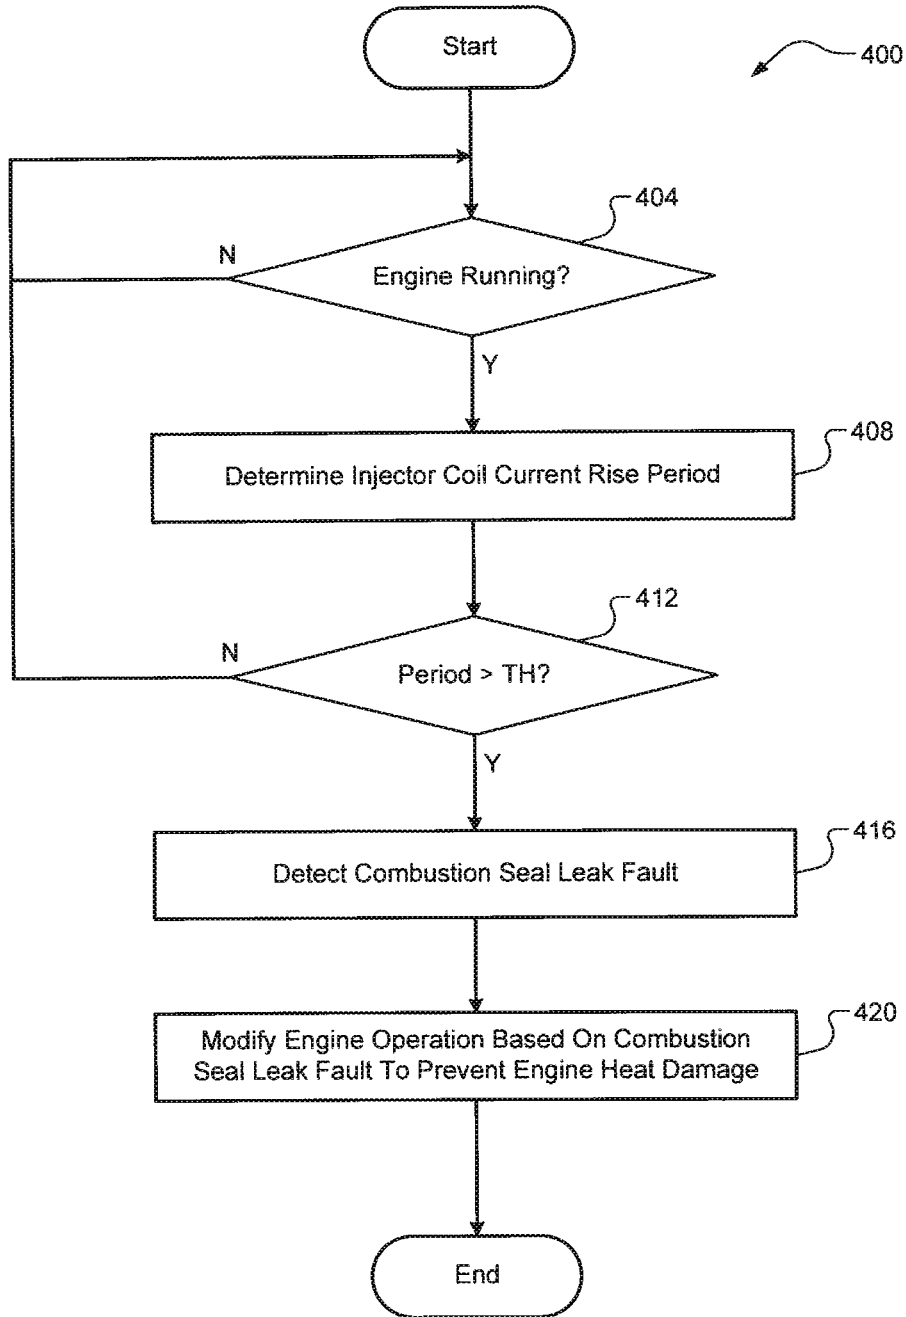 Start
400
404
N
Engine Running?
Y
408
Determine Injector Coil Current Rise Period
412
N
Period > TH?
Y
416
Detect Combustion Seal Leak Fault
420
Modify Engine Operation Based On Combustion
Seal Leak Fault To Prevent Engine Heat Damage
End